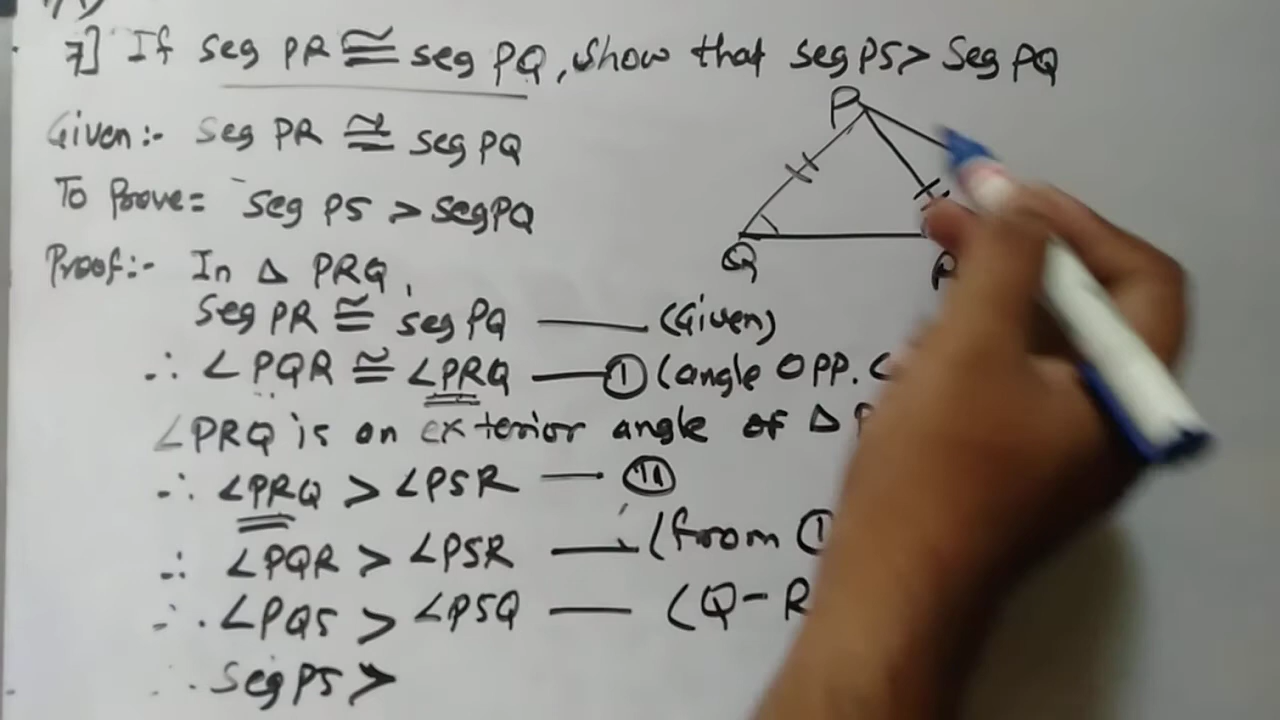 7] If seg PR ≅ seg PQ, show that seg PS > Seg PQ
Given:- seg PR ≅ seg PQ
To Prove= seg PS > seg PQ
Proof:- In △ PRQ,
seg PR ≅ seg PQ — (Given)
∴ ∠PQR ≅ ∠PRQ — ① (angle opp.
∠PRQ is an exterior angle of △ P
∴ ∠PRQ > ∠PSR — ⑪
∴ ∠PQR > ∠PSR — (from ①
∴ ∠PQS > ∠PSQ — (Q-R
∴ Seg PS >
P
Q
R